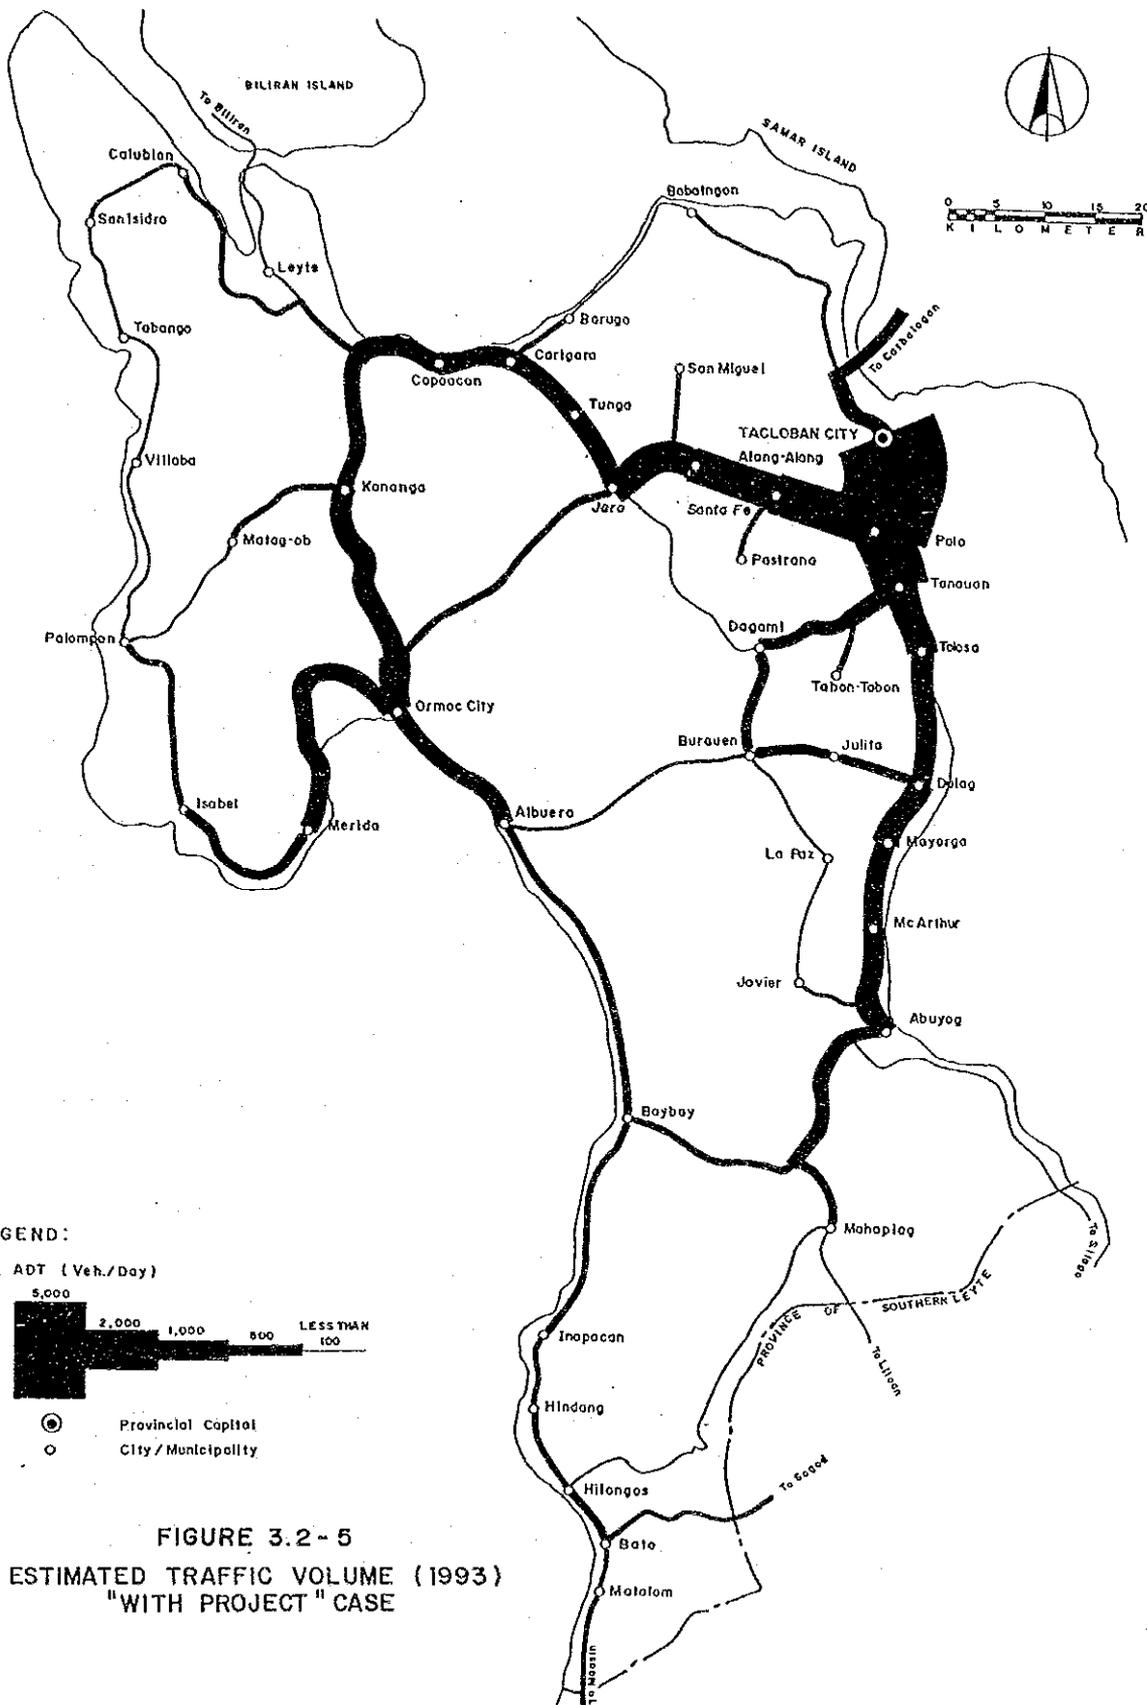 BILIRAN ISLAND
To Biliran
SAMAR ISLAND
Calubian
Babatngon
0 5 10 15 20
KILOMETER
San Isidro
Leyte
To Catbalogan
Tabango
Barugo
Carigara
Capoocan
San Miguel
Tunga
TACLOBAN CITY
Alang-Alang
Villaba
Kananga
Jaro
Santa Fe
Matag-ob
Palo
Pastrana
Tanauan
Dagami
Palompon
Tolosa
Tabon-Tobon
Ormoc City
Burauen
Julita
Dulag
Isabel
Albuera
Merida
Mayorga
La Paz
Mc Arthur
Javier
Abuyog
Baybay
Mahaplag
To Silago
GEND:
ADT (Veh./Day)
5,000
2,000
1,000
500
LESS THAN
100
PROVINCE OF SOUTHERN LEYTE
Inopacan
To Liloan
Provincial Capital
City/Municipality
Hindang
To Sogod
Hilongos
FIGURE 3.2-5
Bato
ESTIMATED TRAFFIC VOLUME (1993)
"WITH PROJECT" CASE
Matalom
To Maasin